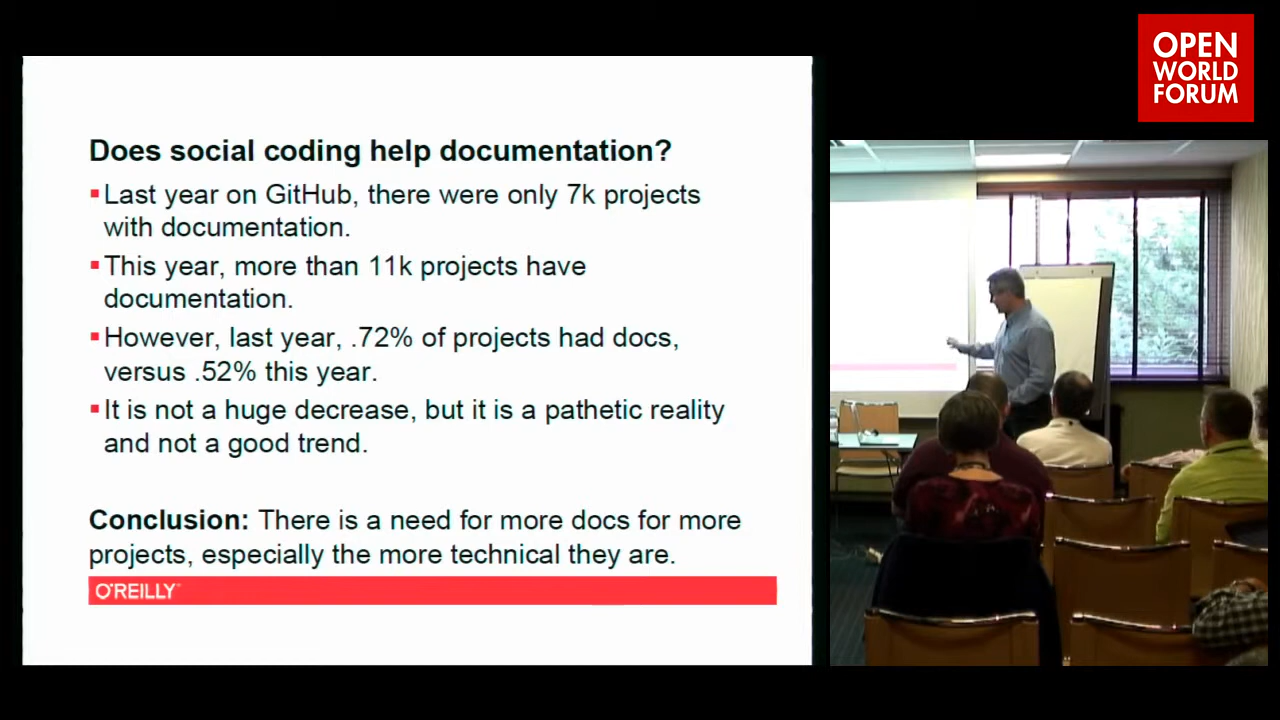 OPEN
WORLD
FORUM
Does social coding help documentation?
Last year on GitHub, there were only 7k projects
with documentation.
This year, more than 11k projects have
documentation.
However, last year, .72% of projects had docs,
versus .52% this year.
It is not a huge decrease, but it is a pathetic reality
and not a good trend.
Conclusion: There is a need for more docs for more
projects, especially the more technical they are.
O'REILLY